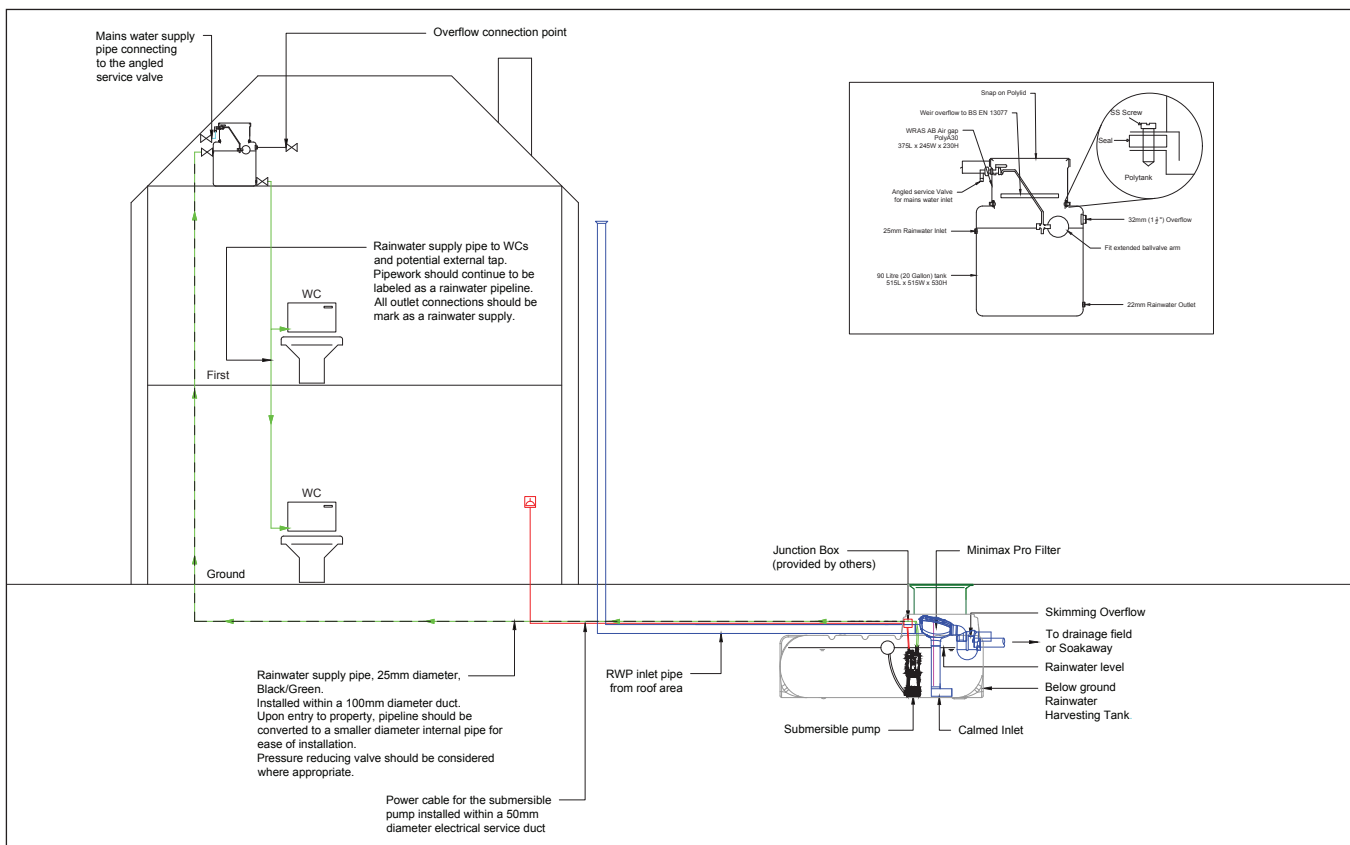 Mains water supply
pipe connecting
to the angled
service valve
Overflow connection point
Snap on Polylid
Weir overflow to BS EN 13077
WRAS AB Air gap
PolyA30
375L x 245W x 230H
SS Screw
Seal
Polytank
Angled service Valve
for mains water inlet
32mm (1 ½") Overflow
25mm Rainwater Inlet
Fit extended ballvalve arm
90 Litre (20 Gallon) tank
515L x 515W x 530H
22mm Rainwater Outlet
Rainwater supply pipe to WCs
and potential external tap.
Pipework should continue to be
labeled as a rainwater pipeline.
All outlet connections should be
mark as a rainwater supply.
WC
First
WC
Ground
Junction Box
(provided by others)
Minimax Pro Filter
Skimming Overflow
To drainage field
or Soakaway
Rainwater level
Below ground
Rainwater
Harvesting Tank
RWP inlet pipe
from roof area
Submersible pump
Calmed Inlet
Rainwater supply pipe, 25mm diameter,
Black/Green.
Installed within a 100mm diameter duct.
Upon entry to property, pipeline should be
converted to a smaller diameter internal pipe for
ease of installation.
Pressure reducing valve should be considered
where appropriate.
Power cable for the submersible
pump installed within a 50mm
diameter electrical service duct